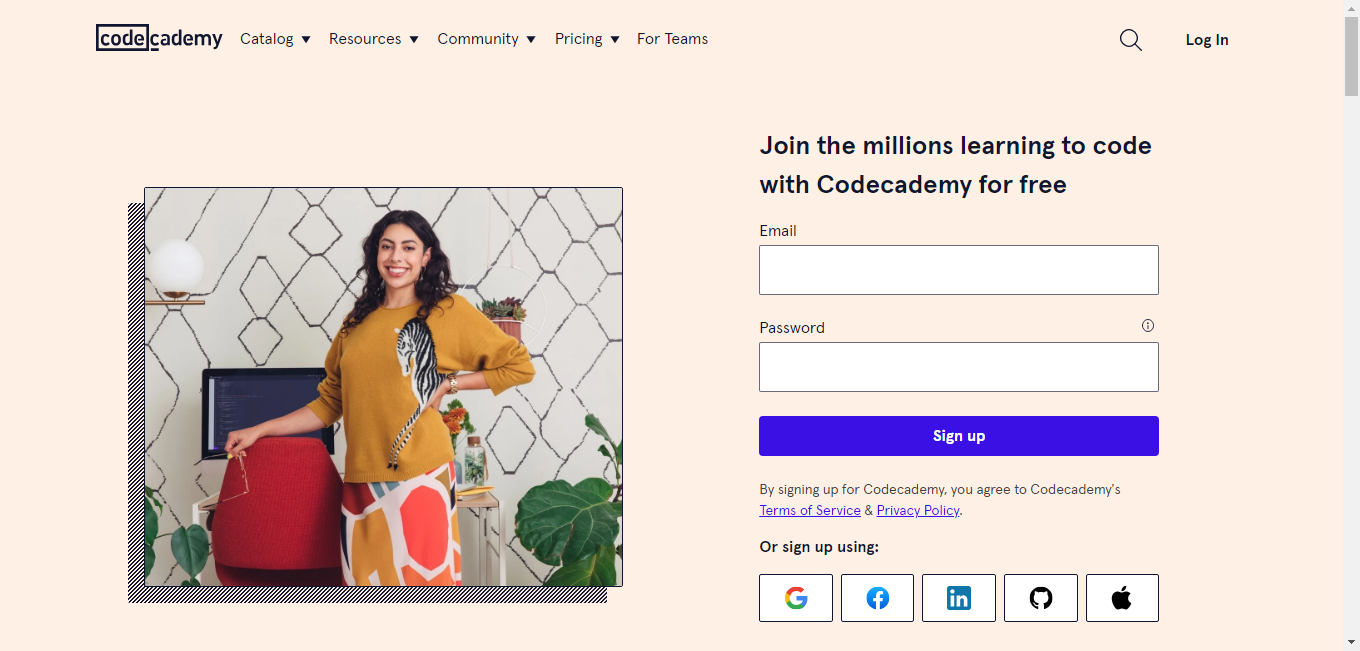 codecademy
Catalog
Resources
Community
Pricing
For Teams
Log In
Join the millions learning to code
with Codecademy for free
Email
Password
Sign up
By signing up for Codecademy, you agree to Codecademy's
Terms of Service & Privacy Policy.
Or sign up using:
in